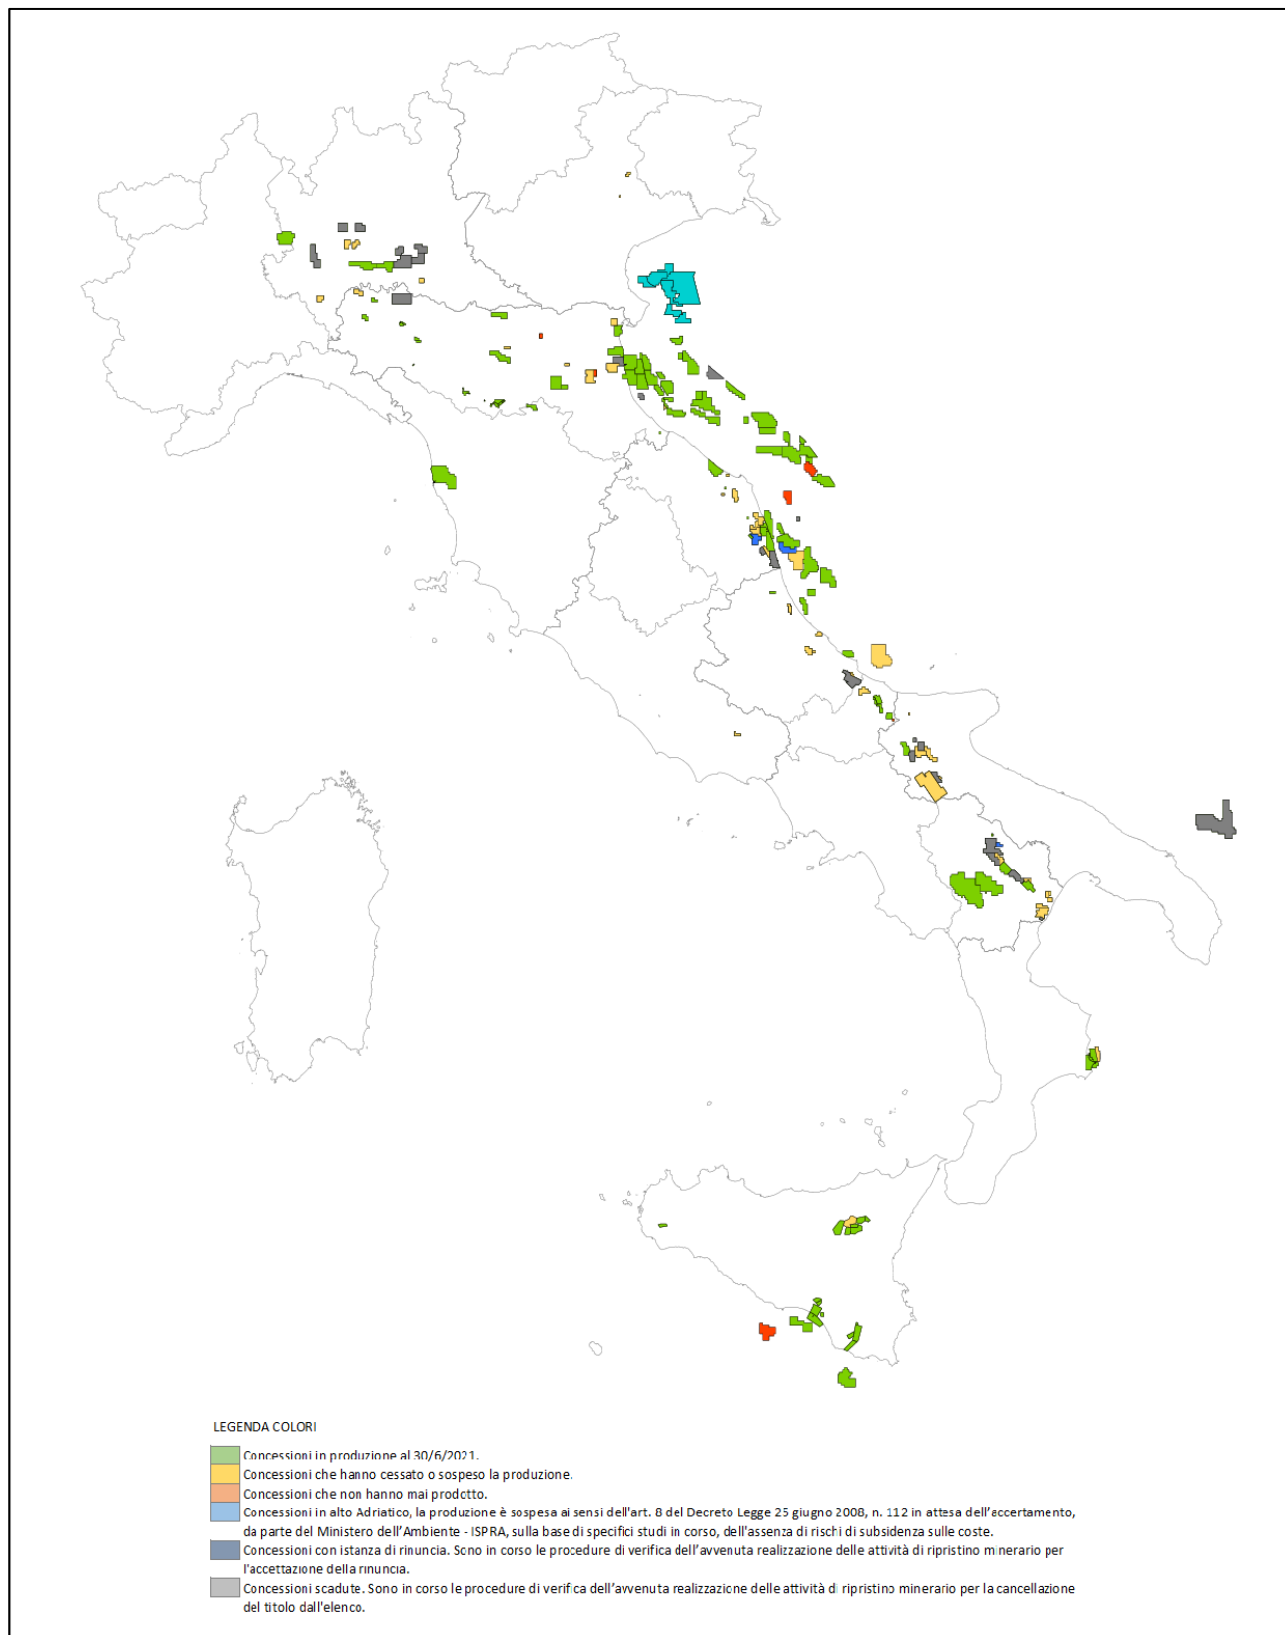 LEGENDA COLORI
Concessioni in produzione al 30/6/2021.
Concessioni che hanno cessato o sospeso la produzione.
Concessioni che non hanno mai prodotto.
Concessioni in alto Adriatico, la produzione è sospesa ai sensi dell'art. 8 del Decreto Legge 25 giugno 2008, n. 112 in attesa dell'accertamento,
da parte del Ministero dell'Ambiente - ISPRA, sulla base di specifici studi in corso, dell'assenza di rischi di subsidenza sulle coste.
Concessioni con istanza di rinuncia. Sono in corso le procedure di verifica dell'avvenuta realizzazione delle attività di ripristino minerario per
l'accettazione della rinuncia.
Concessioni scadute. Sono in corso le procedure di verifica dell'avvenuta realizzazione delle attività di ripristino minerario per la cancellazione
del titolo dall'elenco.